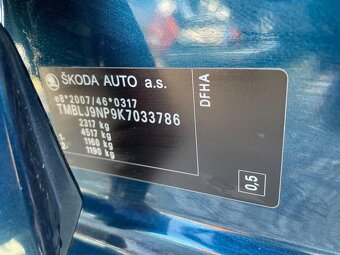 ŠKODA AUTO a.s.
e8*2007/46*0317
TMBLJ9NP9K7033786
2317 kg
4517 kg
1160 kg
1190 kg
DFHA
0,5